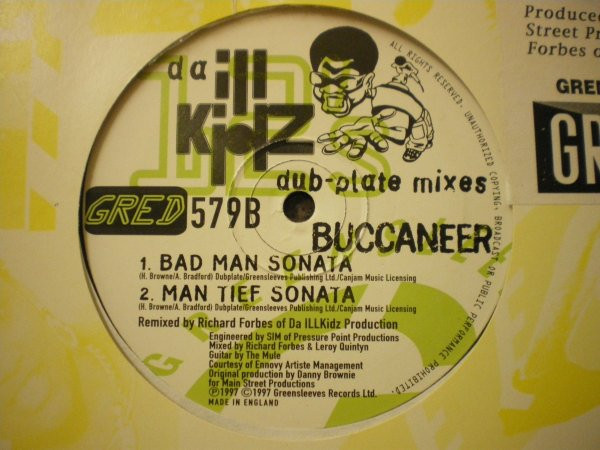 da
ill
Kidz
dub-plate mixes
GRED 579B
BUCCANEER
1. BAD MAN SONATA
(H. Browne/A. Bradford) Dubplate/Greensleeves Publishing Ltd./Canjam Music Licensing
2. MAN TIEF SONATA
(H. Browne/A. Bradford) Dubplate/Greensleeves Publishing Ltd./Canjam Music Licensing
Remixed by Richard Forbes of Da ILLKidz Production
Engineered by SIM of Pressure Point Productions
Mixed by Richard Forbes & Leroy Quintyn
Guitar by The Mule
Courtesy of Ennovy Artiste Management
Original production by Danny Brownie
for Main Street Productions
Ⓟ1997 ©1997 Greensleeves Records Ltd.
MADE IN ENGLAND
ALL RIGHTS RESERVED. UNAUTHORIZED COPYING, BROADCAST OR PUBLIC PERFORMANCE PROHIBITED.
Produced
Street Pr
Forbes o
GRED
GR